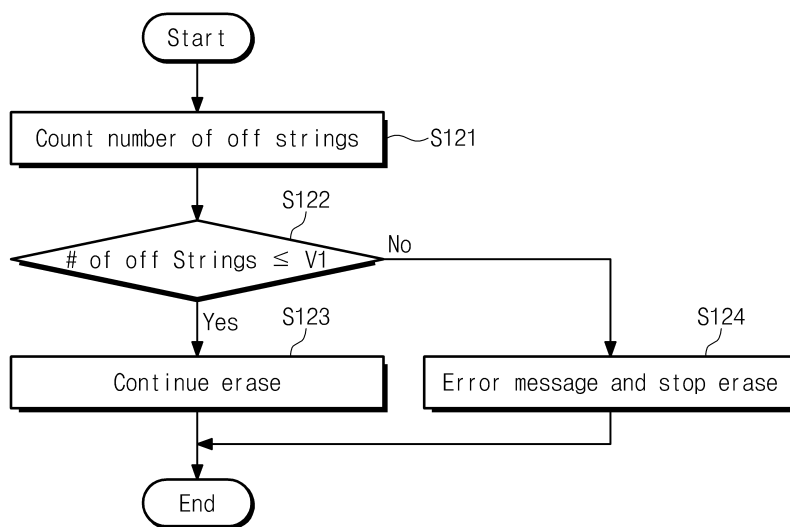 Start
Count number of off strings
S121
S122
# of off Strings ≤ V1
No
Yes
S123
S124
Continue erase
Error message and stop erase
End